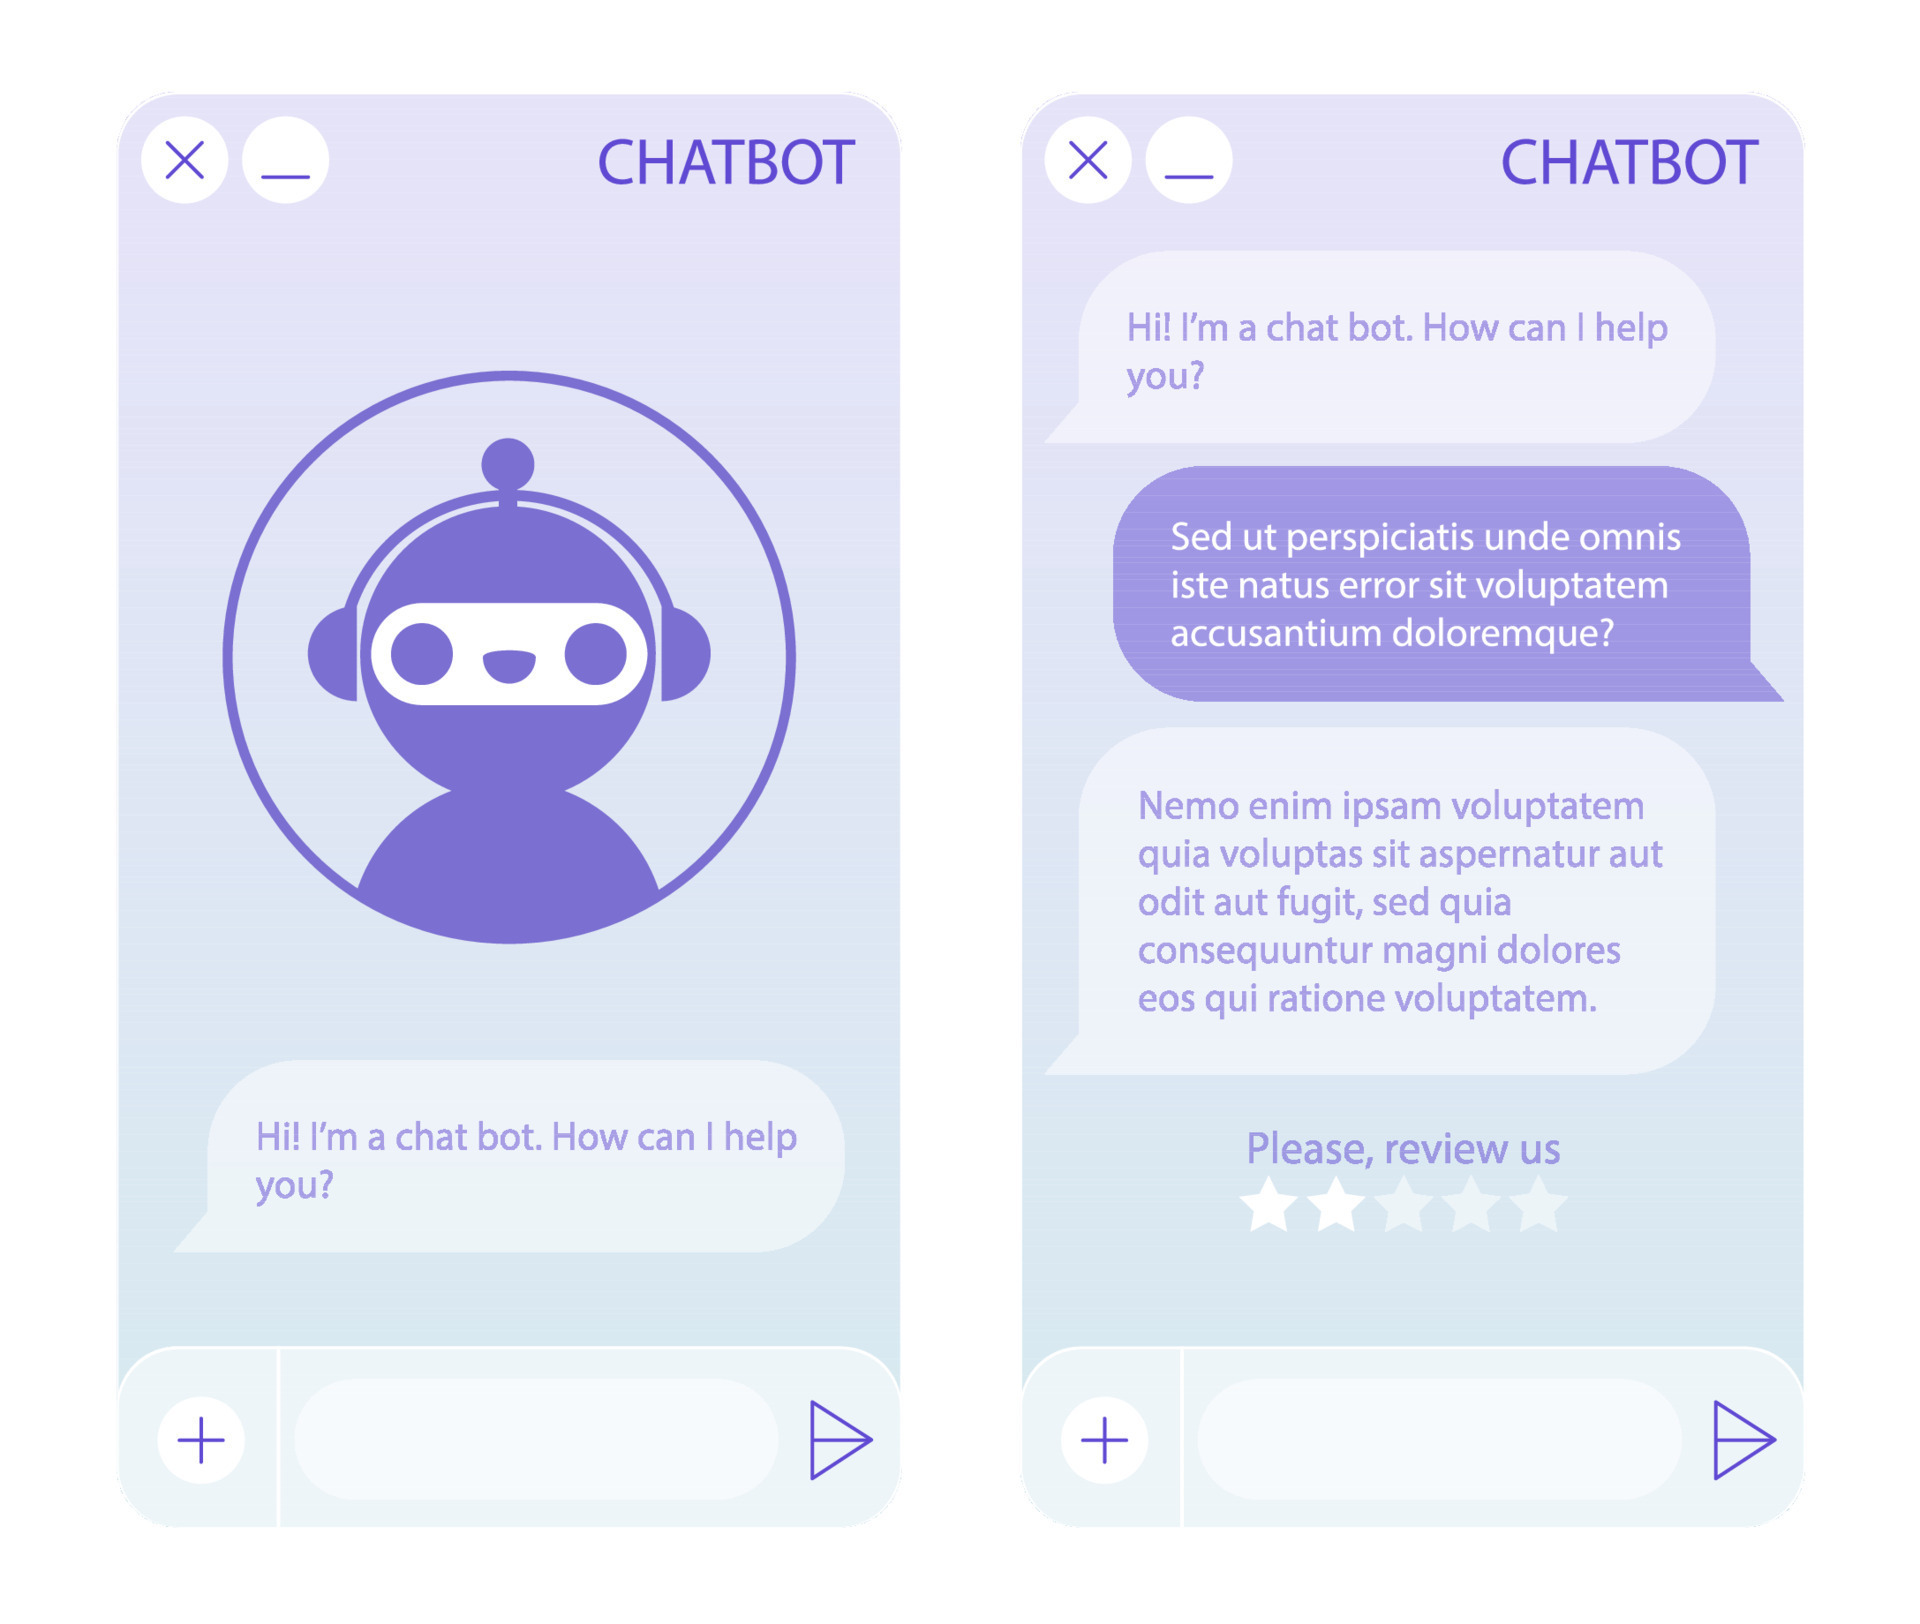 CHATBOT
Hi! I’m a chat bot. How can I help
you?
CHATBOT
Hi! I’m a chat bot. How can I help
you?
Sed ut perspiciatis unde omnis
iste natus error sit voluptatem
accusantium doloremque?
Nemo enim ipsam voluptatem
quia voluptas sit aspernatur aut
odit aut fugit, sed quia
consequuntur magni dolores
eos qui ratione voluptatem.
Please, review us